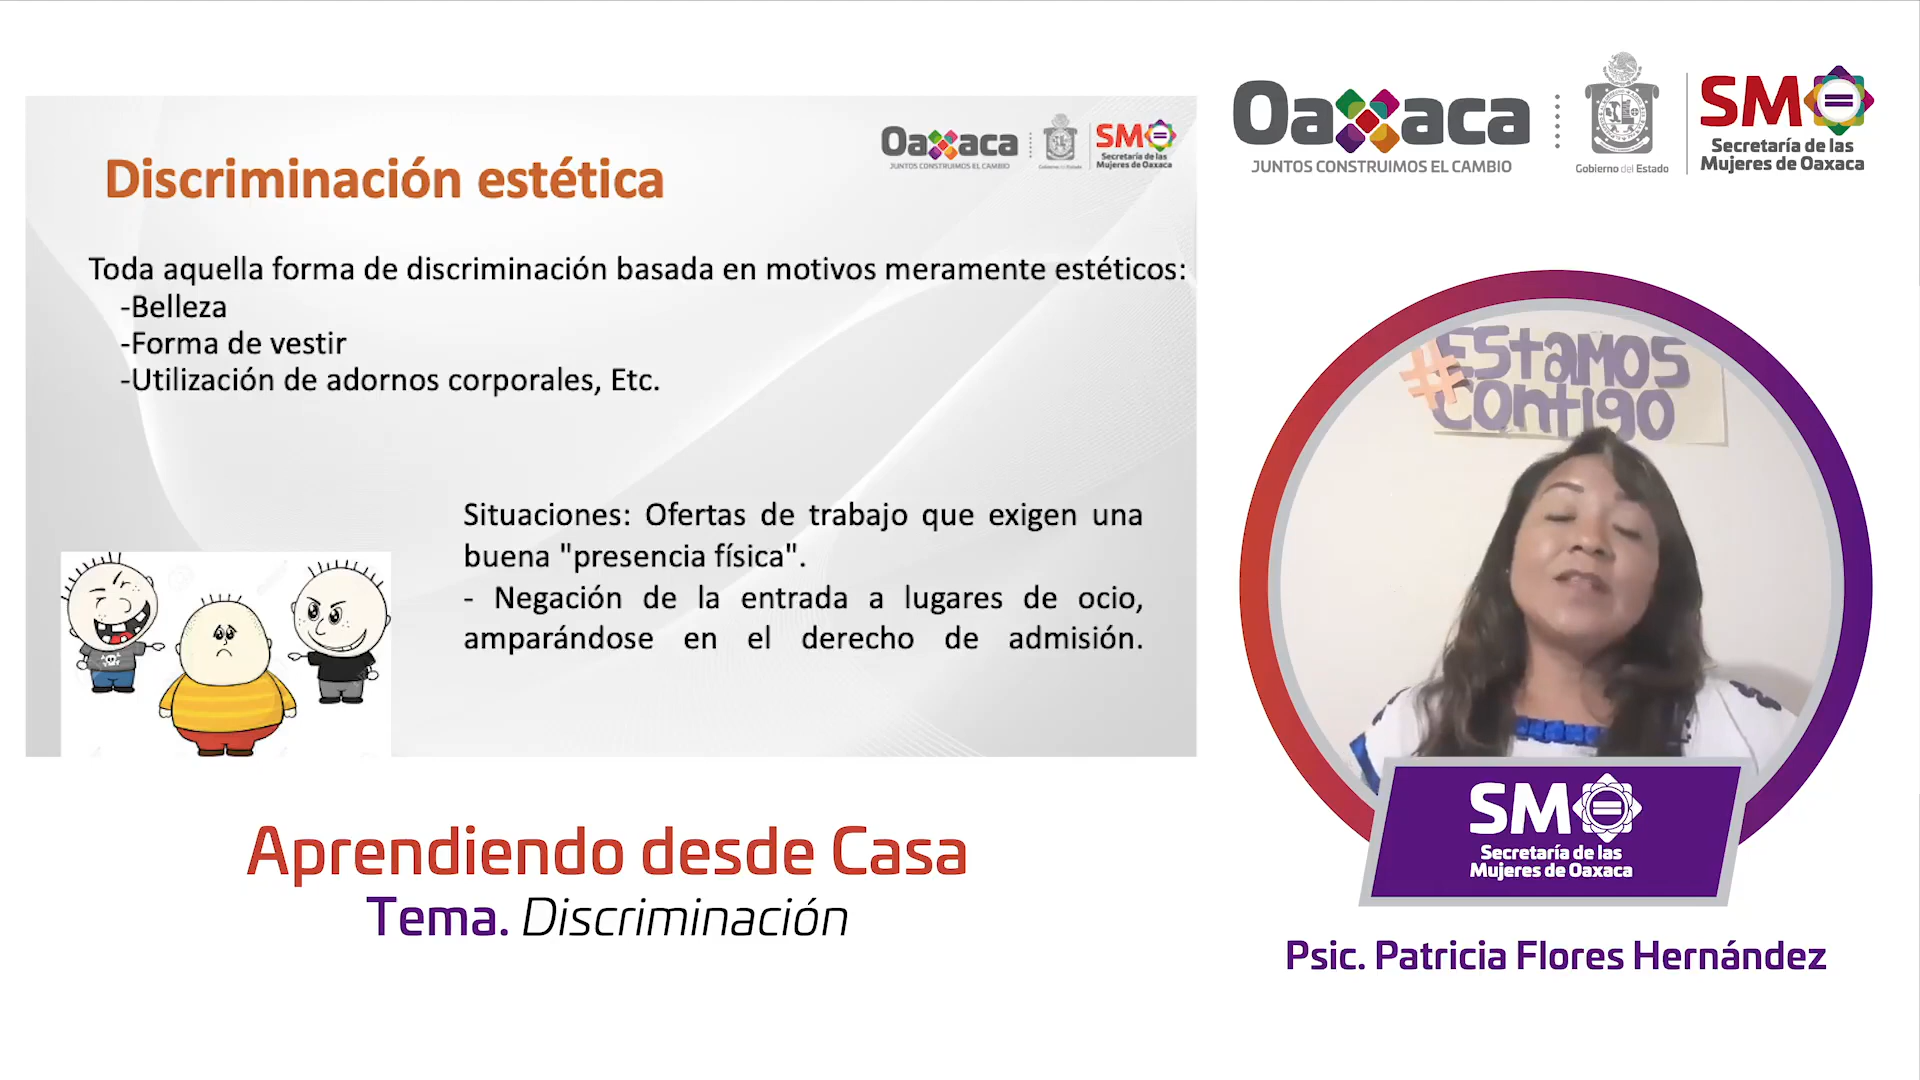 Oaxaca
JUNTOS CONSTRUIMOS EL CAMBIO
Gobierno del Estado
SM
Secretaría de las
Mujeres de Oaxaca
Discriminación estética
Oaxaca
JUNTOS CONSTRUIMOS EL CAMBIO
Gobierno del Estado
SM
Secretaría de las
Mujeres de Oaxaca
Toda aquella forma de discriminación basada en motivos meramente estéticos:
-Belleza
-Forma de vestir
-Utilización de adornos corporales, Etc.
Situaciones: Ofertas de trabajo que exigen una
buena "presencia física".
- Negación de la entrada a lugares de ocio,
amparándose en el derecho de admisión.
#EStamos
contigo
SM
Secretaría de las
Mujeres de Oaxaca
Aprendiendo desde Casa
Tema. Discriminación
Psic. Patricia Flores Hernández